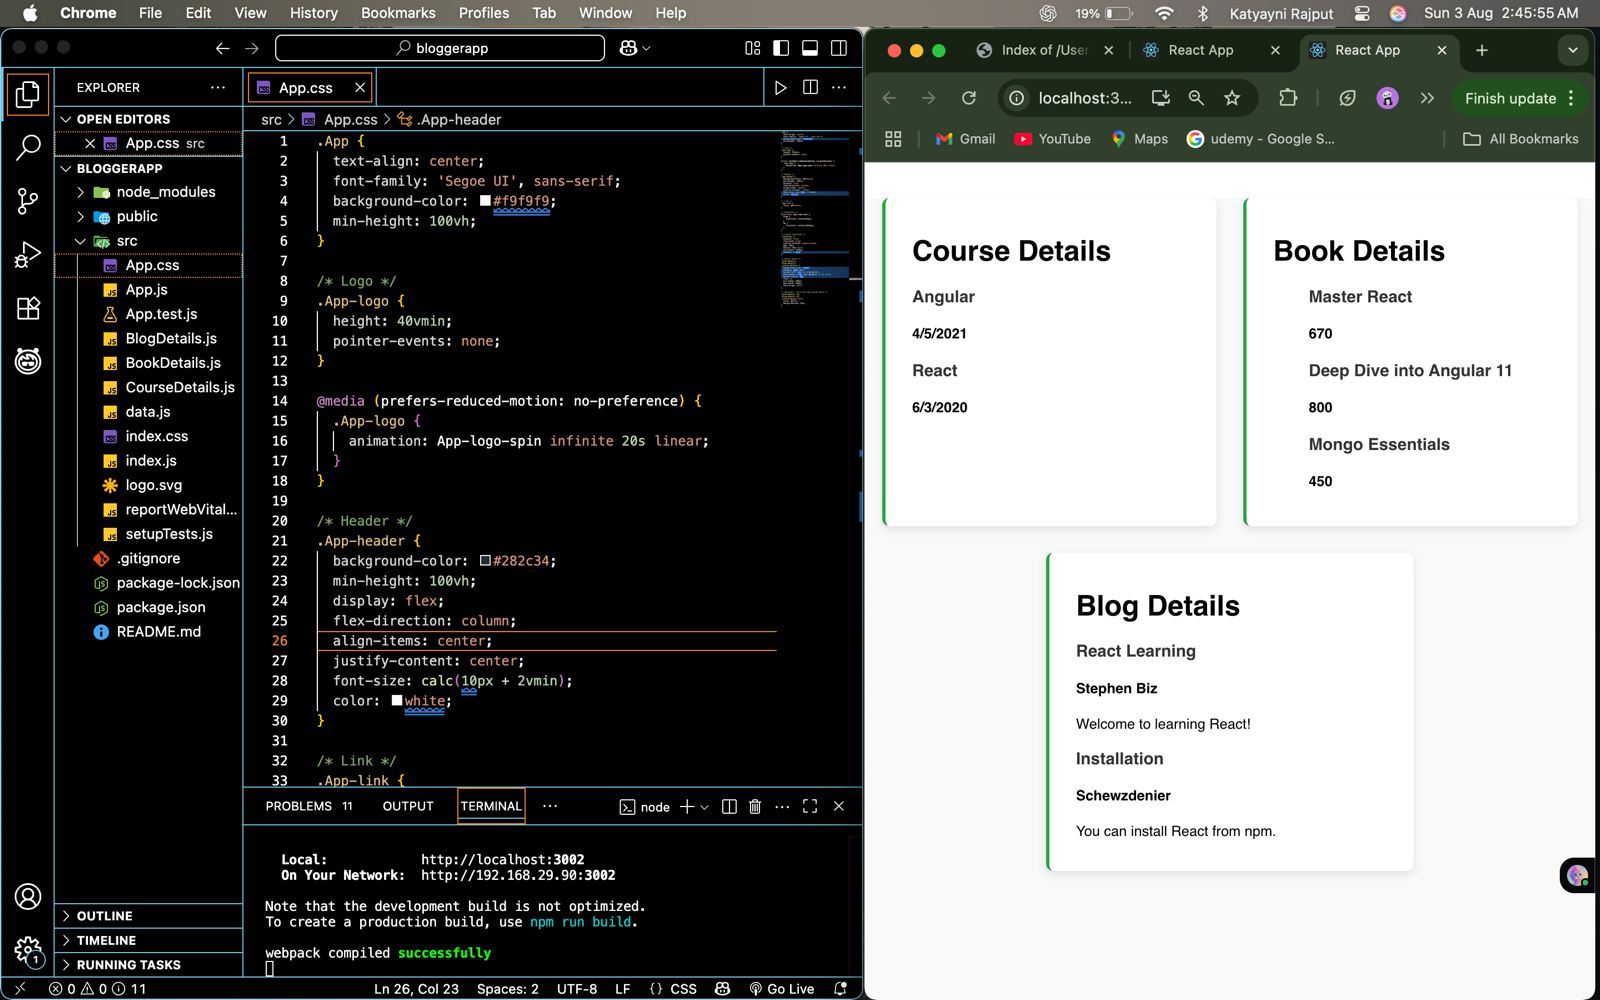 Chrome File Edit View History Bookmarks Profiles Tab Window Help 19% Katyayni Rajput Sun 3 Aug 2:45:55 AM
bloggerapp
EXPLORER
OPEN EDITORS
App.css src
BLOGGERAPP
node_modules
public
src
App.css
App.js
App.test.js
BlogDetails.js
BookDetails.js
CourseDetails.js
data.js
index.css
index.js
logo.svg
reportWebVital...
setupTests.js
.gitignore
package-lock.json
package.json
README.md
OUTLINE
TIMELINE
RUNNING TASKS
1
App.css
src > App.css > .App-header
1 .App {
2 text-align: center;
3 font-family: 'Segoe UI', sans-serif;
4 background-color: #f9f9f9;
5 min-height: 100vh;
6 }
7
8 /* Logo */
9 .App-logo {
10 height: 40vmin;
11 pointer-events: none;
12 }
13
14 @media (prefers-reduced-motion: no-preference) {
15 .App-logo {
16 animation: App-logo-spin infinite 20s linear;
17 }
18 }
19
20 /* Header */
21 .App-header {
22 background-color: #282c34;
23 min-height: 100vh;
24 display: flex;
25 flex-direction: column;
26 align-items: center;
27 justify-content: center;
28 font-size: calc(10px + 2vmin);
29 color: white;
30 }
31
32 /* Link */
33 .App-link {
PROBLEMS 11 OUTPUT TERMINAL ... node
Local: http://localhost:3002
On Your Network: http://192.168.29.90:3002
Note that the development build is not optimized.
To create a production build, use npm run build.
webpack compiled successfully
0 0 11 Ln 26, Col 23 Spaces: 2 UTF-8 LF {} CSS Go Live
Index of /User React App React App
localhost:3... Finish update
Gmail YouTube Maps udemy - Google S... All Bookmarks
Course Details
Angular
4/5/2021
React
6/3/2020
Book Details
Master React
670
Deep Dive into Angular 11
800
Mongo Essentials
450
Blog Details
React Learning
Stephen Biz
Welcome to learning React!
Installation
Schewzdenier
You can install React from npm.